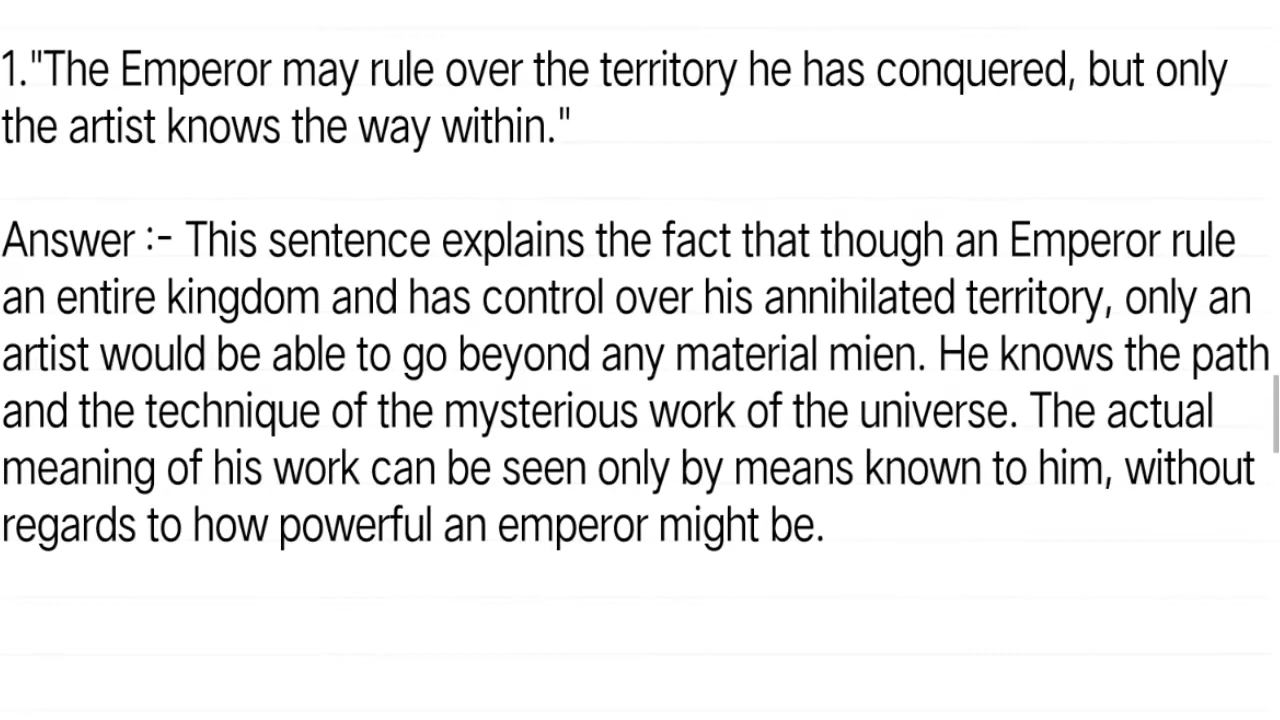 1."The Emperor may rule over the territory he has conquered, but only
the artist knows the way within."
Answer :- This sentence explains the fact that though an Emperor rule
an entire kingdom and has control over his annihilated territory, only an
artist would be able to go beyond any material mien. He knows the path
and the technique of the mysterious work of the universe. The actual
meaning of his work can be seen only by means known to him, without
regards to how powerful an emperor might be.